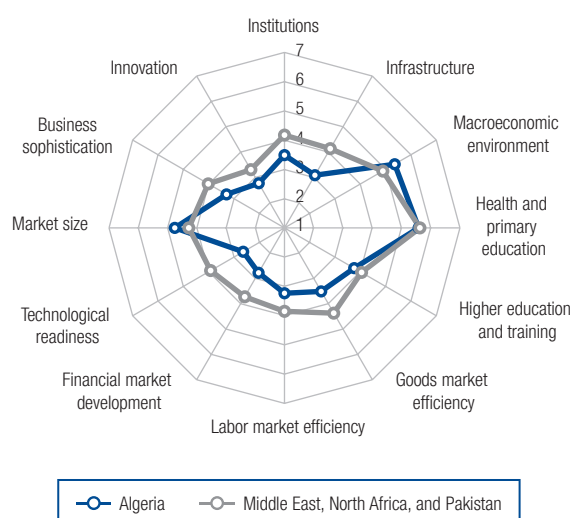 Institutions
7
6
5
4
3
2
1
Infrastructure
Macroeconomic
environment
Health and
primary
education
Higher education
and training
Goods market
efficiency
Labor market efficiency
Financial market
development
Technological
readiness
Market size
Business
sophistication
Innovation
Algeria
Middle East, North Africa, and Pakistan